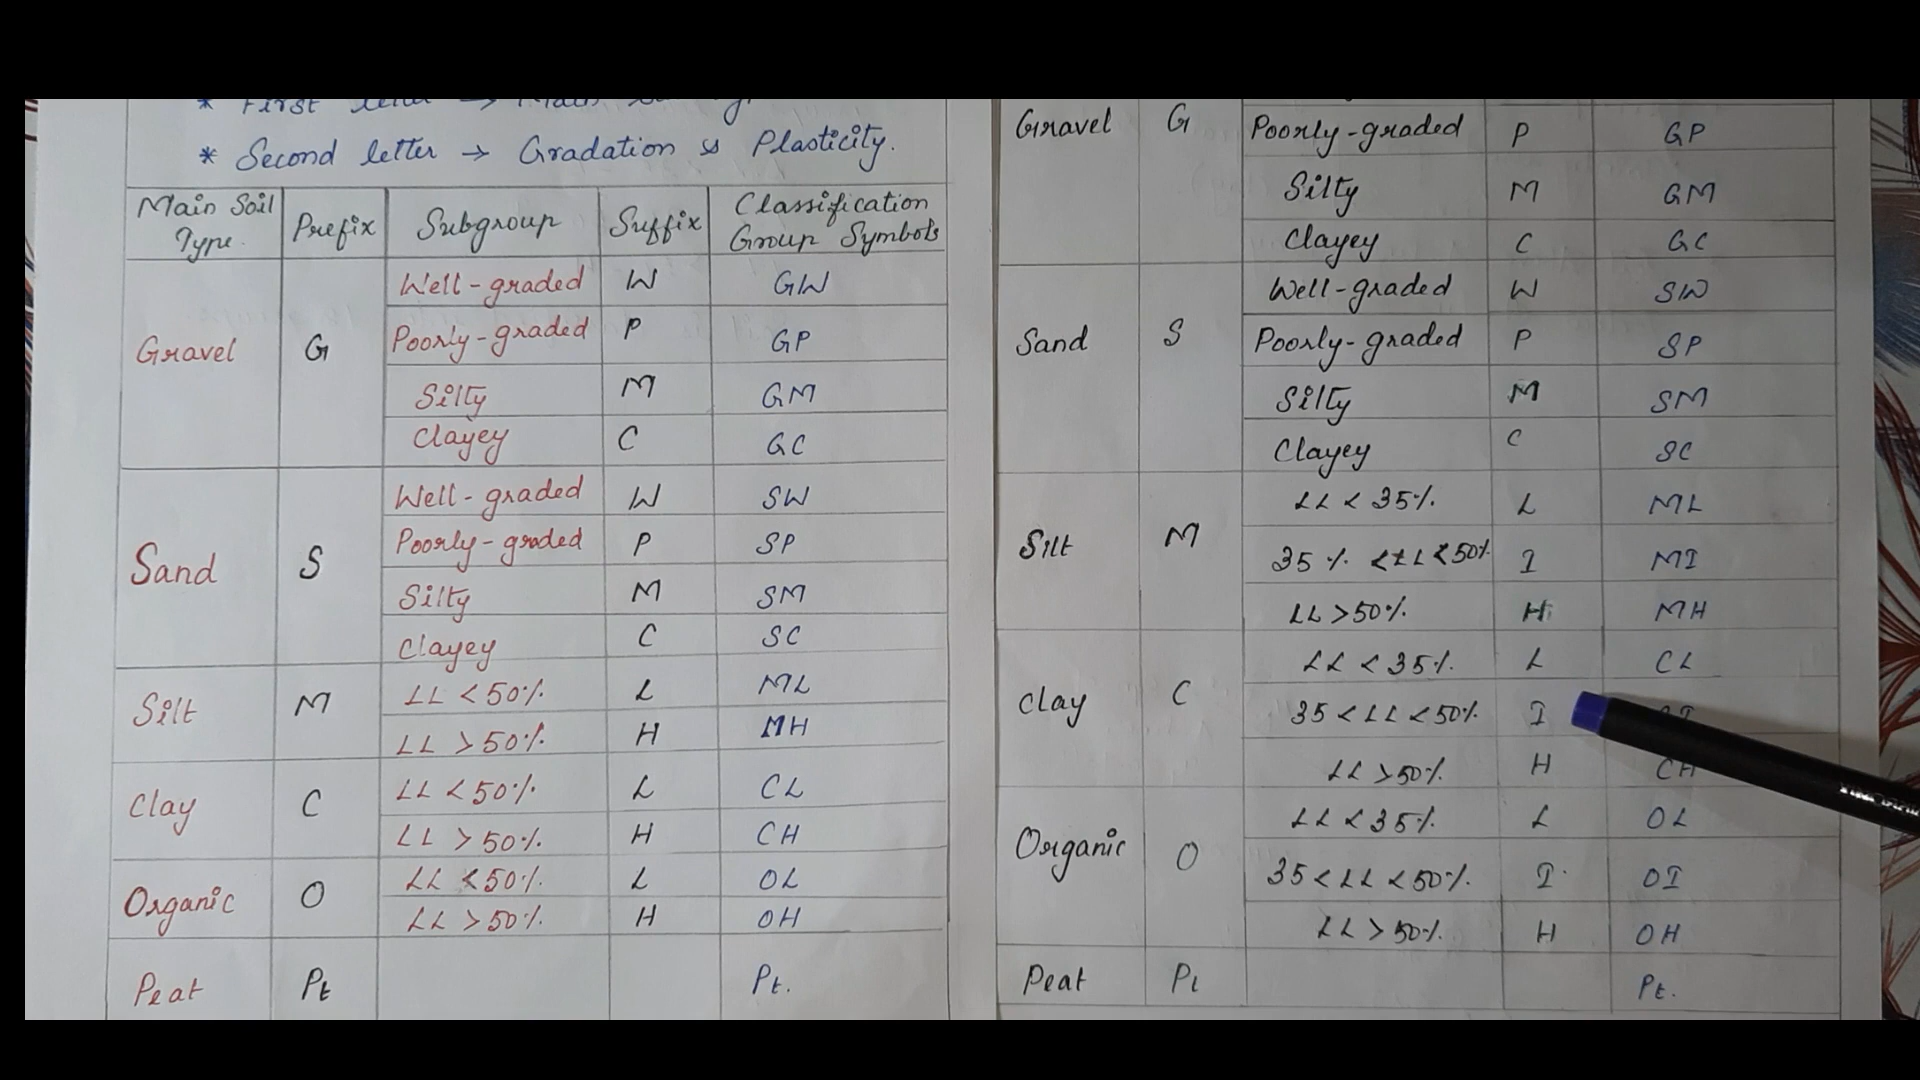 * First letter →
* Second letter → Gradation & Plasticity.
Main Soil Type. Prefix Subgroup Suffix Classification Group Symbols
Gravel G Well-graded W GW
Poorly-graded P GP
Silty M GM
Clayey C GC
Sand S Well-graded W SW
Poorly-graded P SP
Silty M SM
Clayey C SC
Silt M LL < 50% L ML
LL > 50% H MH
Clay C LL < 50% L CL
LL > 50% H CH
Organic O LL < 50% L OL
LL > 50% H OH
Peat Pt Pt.
Gravel G Poorly-graded P GP
Silty M GM
Clayey C GC
Sand S Well-graded W SW
Poorly-graded P SP
Silty M SM
Clayey C SC
Silt M LL < 35% L ML
35% < LL < 50% I MI
LL > 50% H MH
Clay C LL < 35% L CL
35 < LL < 50% I
LL > 50% H CH
Organic O LL < 35% L OL
35 < LL < 50% I OI
LL > 50% H OH
Peat Pt Pt.